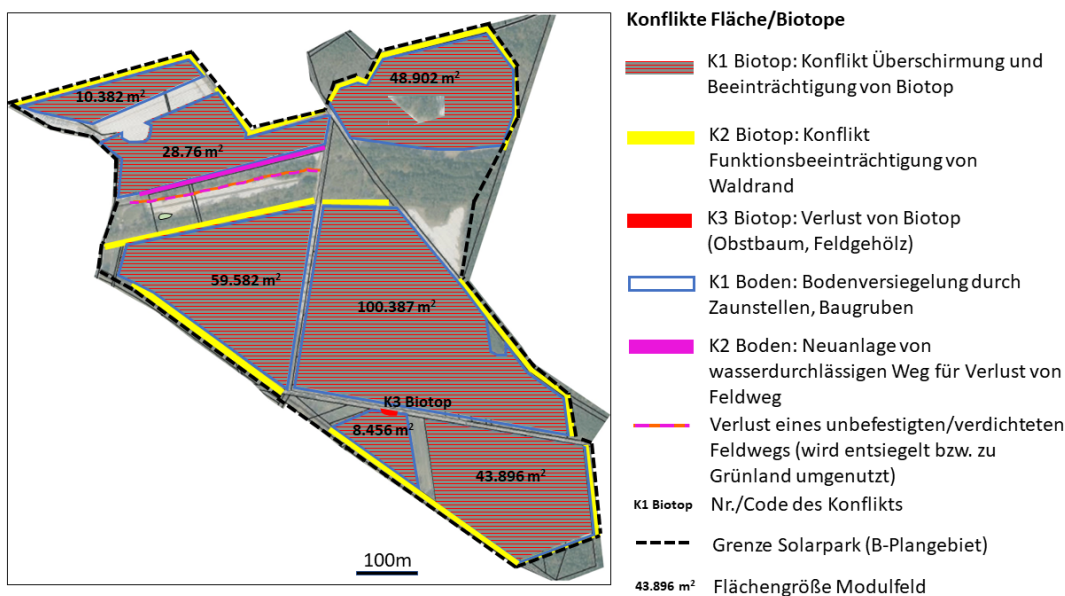 48.902 m²
10.382 m²
28.76 m²
59.582 m²
100.387 m²
K3 Biotop
8.456 m²
43.896 m²
100m
Konflikte Fläche/Biotope
K1 Biotop: Konflikt Überschirmung und
Beeinträchtigung von Biotop
K2 Biotop: Konflikt
Funktionsbeeinträchtigung von
Waldrand
K3 Biotop: Verlust von Biotop
(Obstbaum, Feldgehölz)
K1 Boden: Bodenversiegelung durch
Zaunstellen, Baugruben
K2 Boden: Neuanlage von
wasserdurchlässigen Weg für Verlust von
Feldweg
Verlust eines unbefestigten/verdichteten
Feldwegs (wird entsiegelt bzw. zu
Grünland umgenutzt)
K1 Biotop Nr./Code des Konflikts
Grenze Solarpark (B-Plangebiet)
43.896 m² Flächengröße Modulfeld